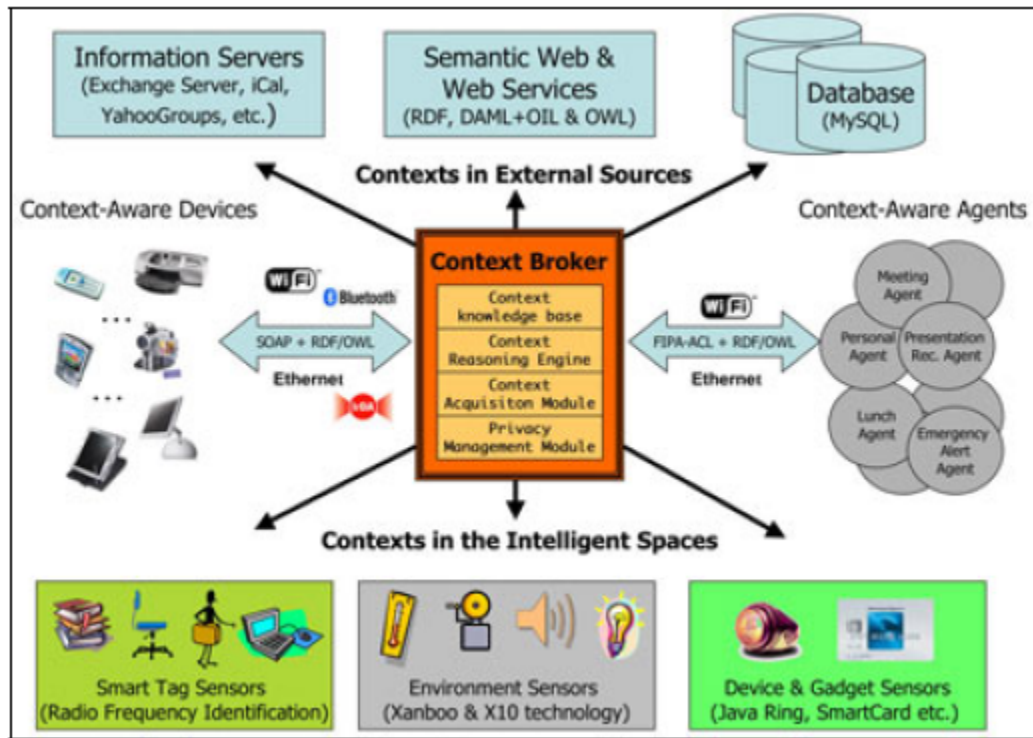 Information Servers
(Exchange Server, iCal,
YahooGroups, etc.)
Semantic Web &
Web Services
(RDF, DAML+OIL & OWL)
Database
(MySQL)
Contexts in External Sources
Context-Aware Devices
Context-Aware Agents
Context Broker
Context
knowledge base
Context
Reasoning Engine
Context
Acquisiton Module
Privacy
Management Module
Wi Fi
Bluetooth
SOAP + RDF/OWL
Ethernet
Wi Fi
FIPA-ACL + RDF/OWL
Ethernet
Meeting
Agent
Personal
Agent
Presentation
Rec. Agent
Lunch
Agent
Emergency
Alert
Agent
Contexts in the Intelligent Spaces
Smart Tag Sensors
(Radio Frequency Identification)
Environment Sensors
(Xanboo & X10 technology)
Device & Gadget Sensors
(Java Ring, SmartCard etc.)